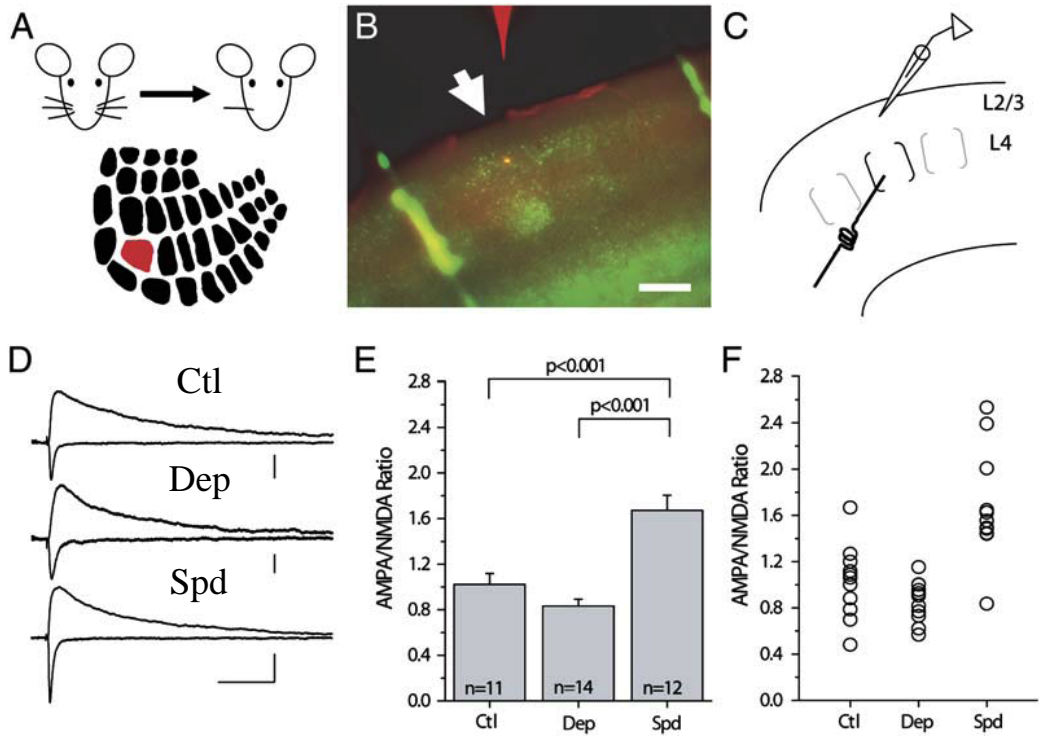 A
B
C
L2/3
L4
D
Ctl
Dep
Spd
E
p<0.001
p<0.001
AMPA/NMDA Ratio
2.8
2.4
2.0
1.6
1.2
0.8
0.4
0.0
n=11
n=14
n=12
Ctl
Dep
Spd
F
AMPA/NMDA Ratio
2.8
2.4
2.0
1.6
1.2
0.8
0.4
0.0
Ctl
Dep
Spd